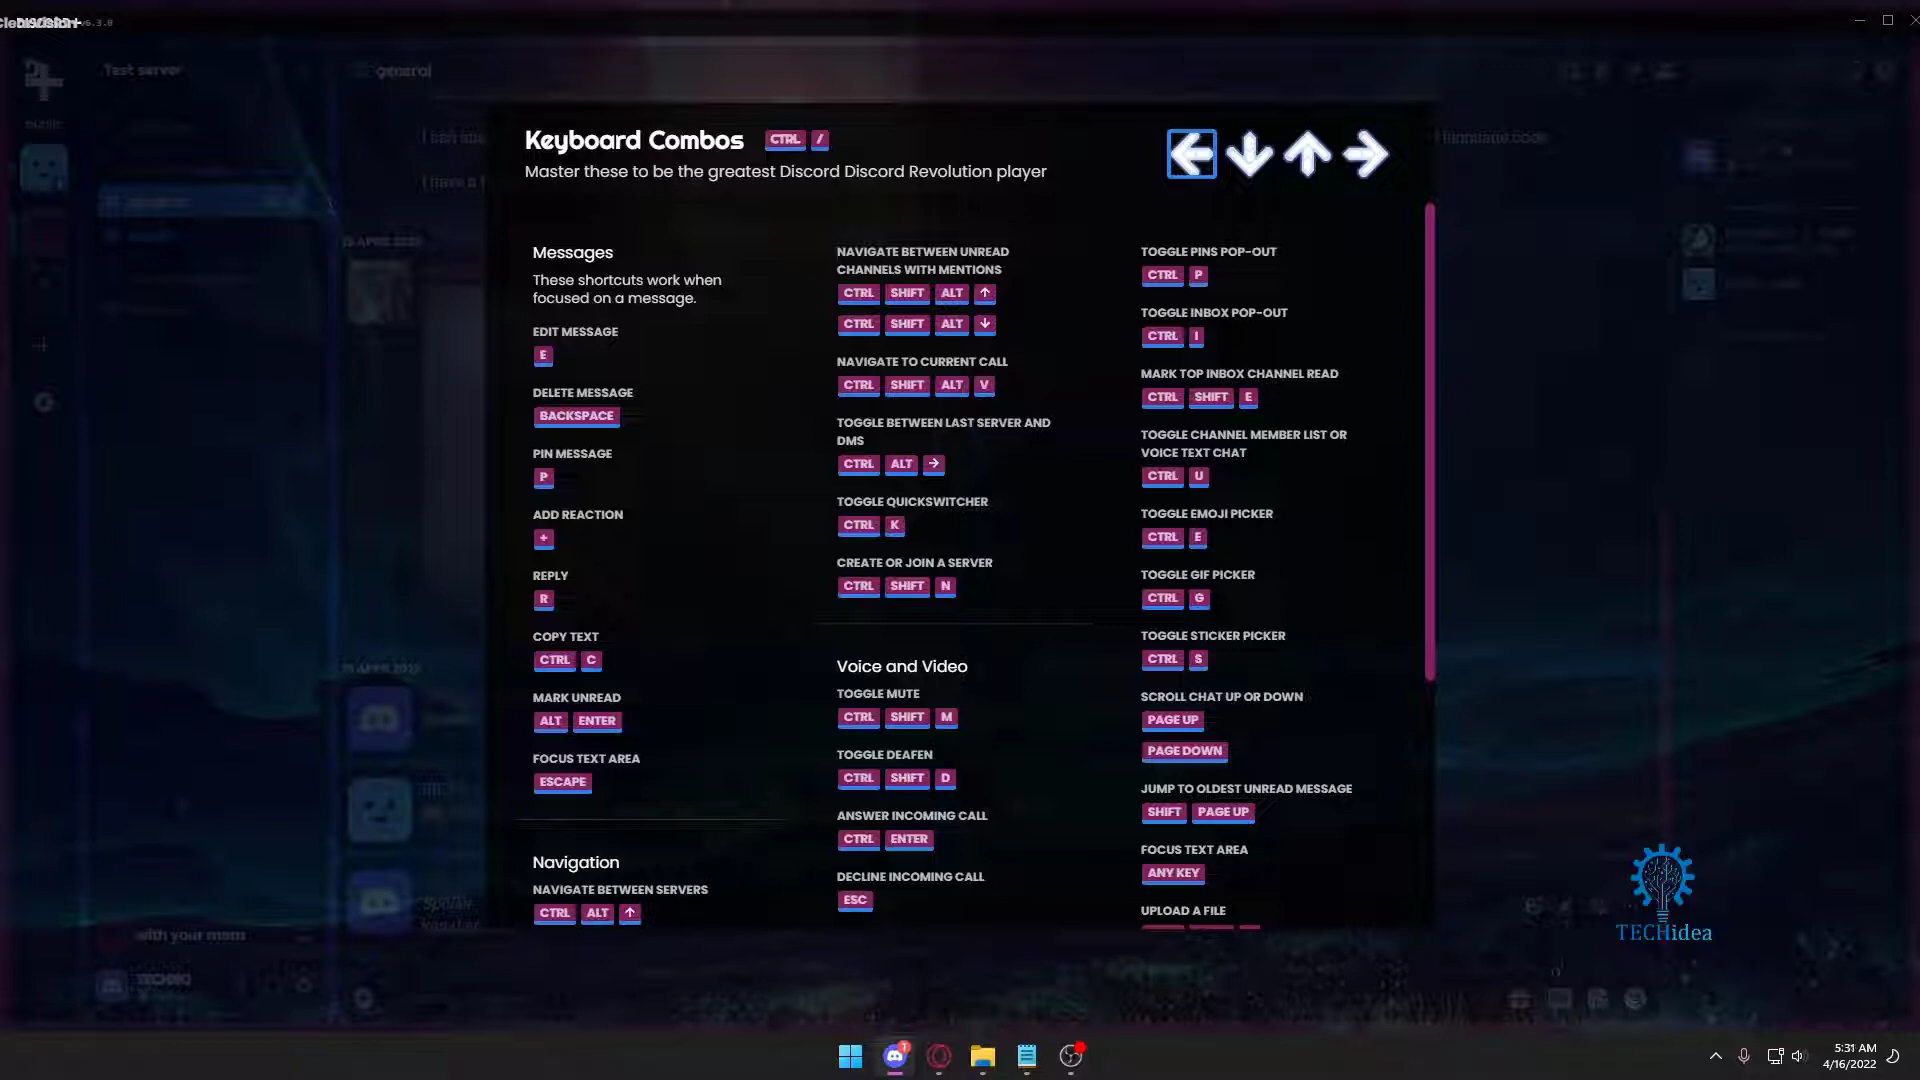 v6.3.8
Test server
general
Keyboard Combos CTRL /
Master these to be the greatest Discord Discord Revolution player
Messages
These shortcuts work when
focused on a message.
EDIT MESSAGE
E
DELETE MESSAGE
BACKSPACE
PIN MESSAGE
P
ADD REACTION
+
REPLY
R
COPY TEXT
CTRL C
MARK UNREAD
ALT ENTER
FOCUS TEXT AREA
ESCAPE
Navigation
NAVIGATE BETWEEN SERVERS
CTRL ALT ↑
NAVIGATE BETWEEN UNREAD
CHANNELS WITH MENTIONS
CTRL SHIFT ALT ↑
CTRL SHIFT ALT ↓
NAVIGATE TO CURRENT CALL
CTRL SHIFT ALT V
TOGGLE BETWEEN LAST SERVER AND
DMS
CTRL ALT →
TOGGLE QUICKSWITCHER
CTRL K
CREATE OR JOIN A SERVER
CTRL SHIFT N
Voice and Video
TOGGLE MUTE
CTRL SHIFT M
TOGGLE DEAFEN
CTRL SHIFT D
ANSWER INCOMING CALL
CTRL ENTER
DECLINE INCOMING CALL
ESC
TOGGLE PINS POP-OUT
CTRL P
TOGGLE INBOX POP-OUT
CTRL I
MARK TOP INBOX CHANNEL READ
CTRL SHIFT E
TOGGLE CHANNEL MEMBER LIST OR
VOICE TEXT CHAT
CTRL U
TOGGLE EMOJI PICKER
CTRL E
TOGGLE GIF PICKER
CTRL G
TOGGLE STICKER PICKER
CTRL S
SCROLL CHAT UP OR DOWN
PAGE UP
PAGE DOWN
JUMP TO OLDEST UNREAD MESSAGE
SHIFT PAGE UP
FOCUS TEXT AREA
ANY KEY
UPLOAD A FILE
with your mom
TECHidea
5:31 AM
4/16/2022